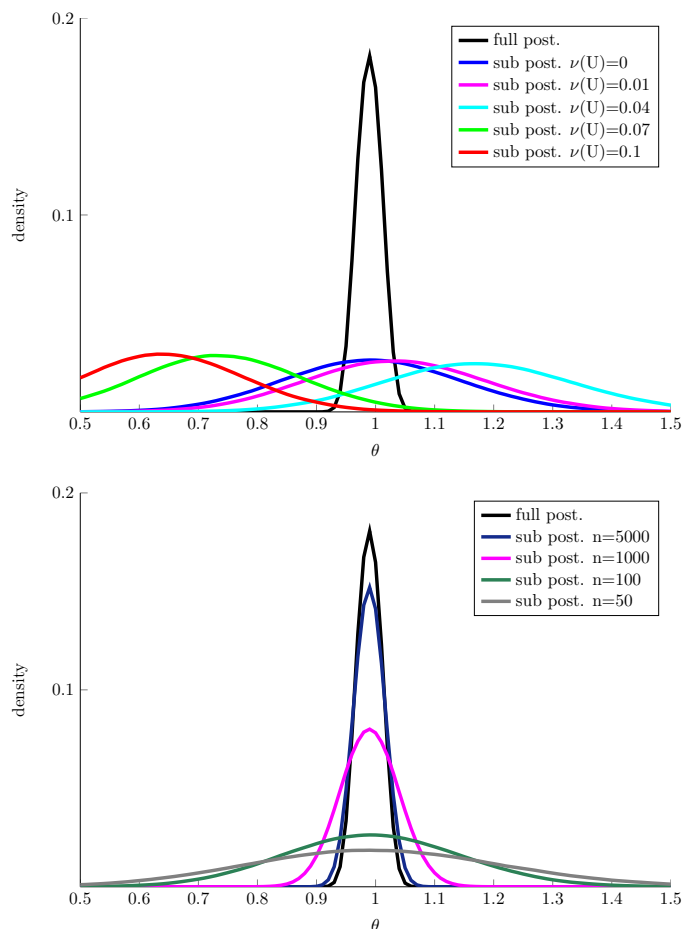 0.2
full post.
sub post. ν(U)=0
sub post. ν(U)=0.01
sub post. ν(U)=0.04
sub post. ν(U)=0.07
sub post. ν(U)=0.1
density
0.1
0.5 0.6 0.7 0.8 0.9 1 1.1 1.2 1.3 1.4 1.5
θ
0.2
full post.
sub post. n=5000
sub post. n=1000
sub post. n=100
sub post. n=50
density
0.1
0.5 0.6 0.7 0.8 0.9 1 1.1 1.2 1.3 1.4 1.5
θ